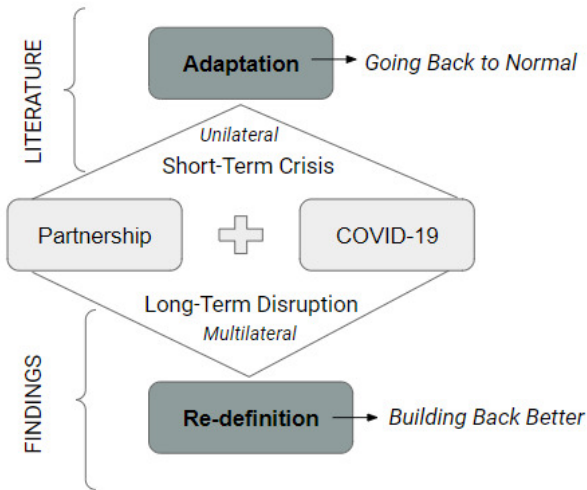 LITERATURE
Adaptation
Going Back to Normal
Unilateral
Short-Term Crisis
Partnership
COVID-19
Long-Term Disruption
Multilateral
FINDINGS
Re-definition
Building Back Better